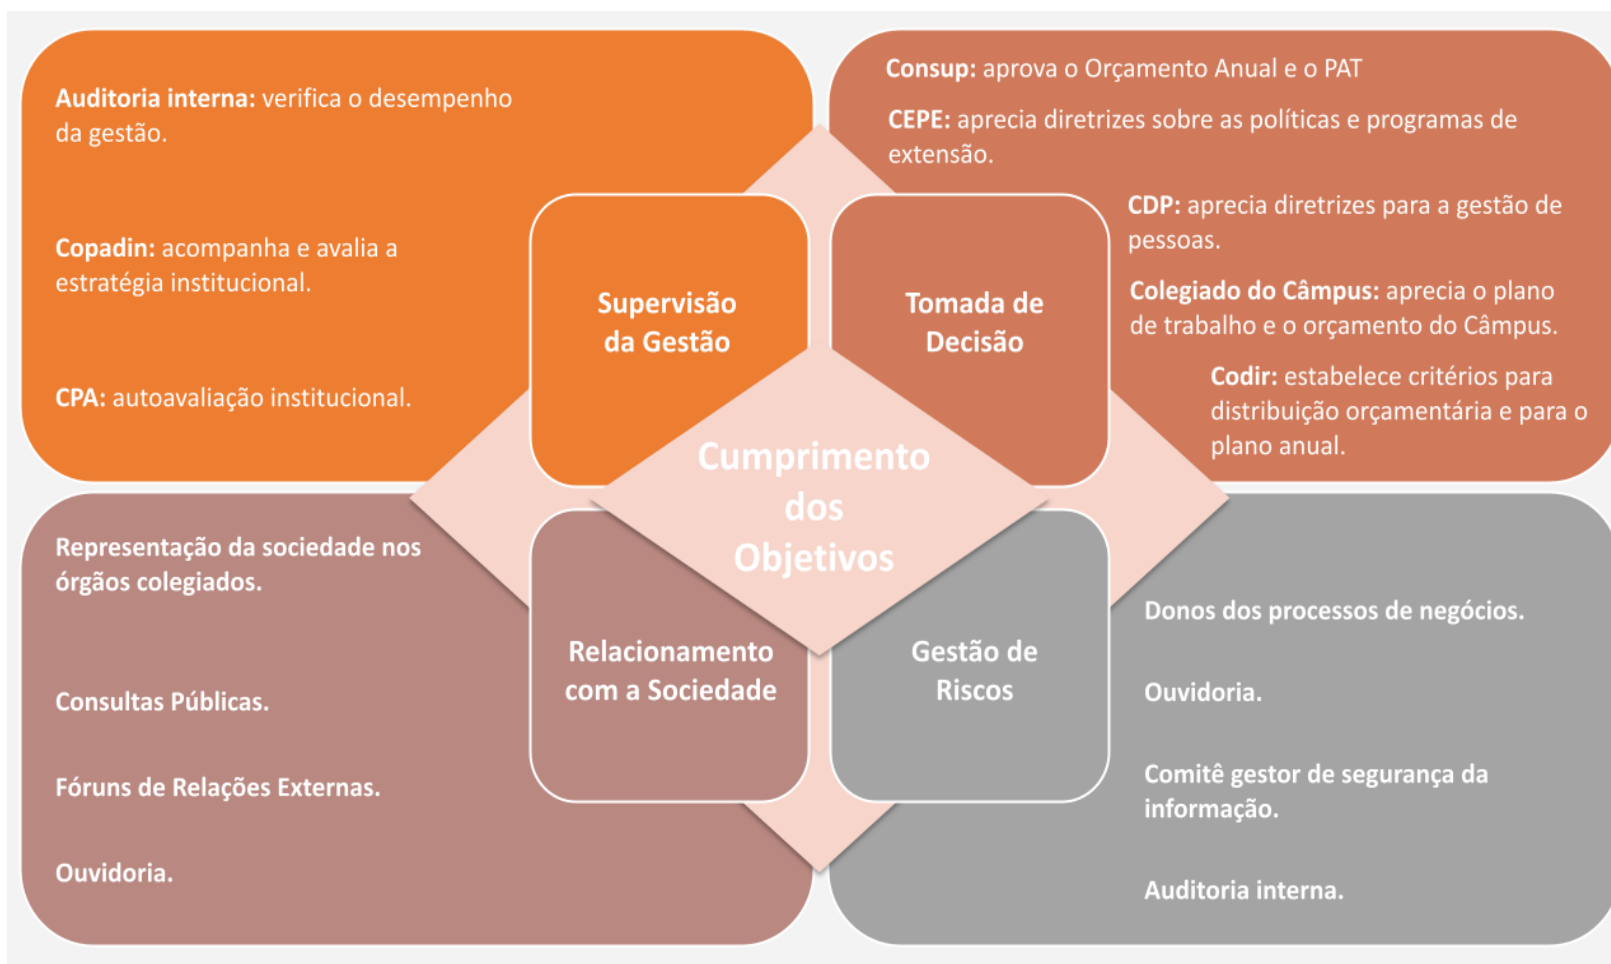 Auditoria interna: verifica o desempenho
da gestão.
Copadin: acompanha e avalia a
estratégia institucional.
CPA: autoavaliação institucional.
Supervisão
da Gestão
Consup: aprova o Orçamento Anual e o PAT
CEPE: aprecia diretrizes sobre as políticas e programas de
extensão.
CDP: aprecia diretrizes para a gestão de
pessoas.
Colegiado do Câmpus: aprecia o plano
de trabalho e o orçamento do Câmpus.
Codir: estabelece critérios para
distribuição orçamentária e para o
plano anual.
Tomada de
Decisão
Cumprimento
dos
Objetivos
Representação da sociedade nos
órgãos colegiados.
Consultas Públicas.
Fóruns de Relações Externas.
Ouvidoria.
Relacionamento
com a Sociedade
Gestão de
Riscos
Donos dos processos de negócios.
Ouvidoria.
Comitê gestor de segurança da
informação.
Auditoria interna.